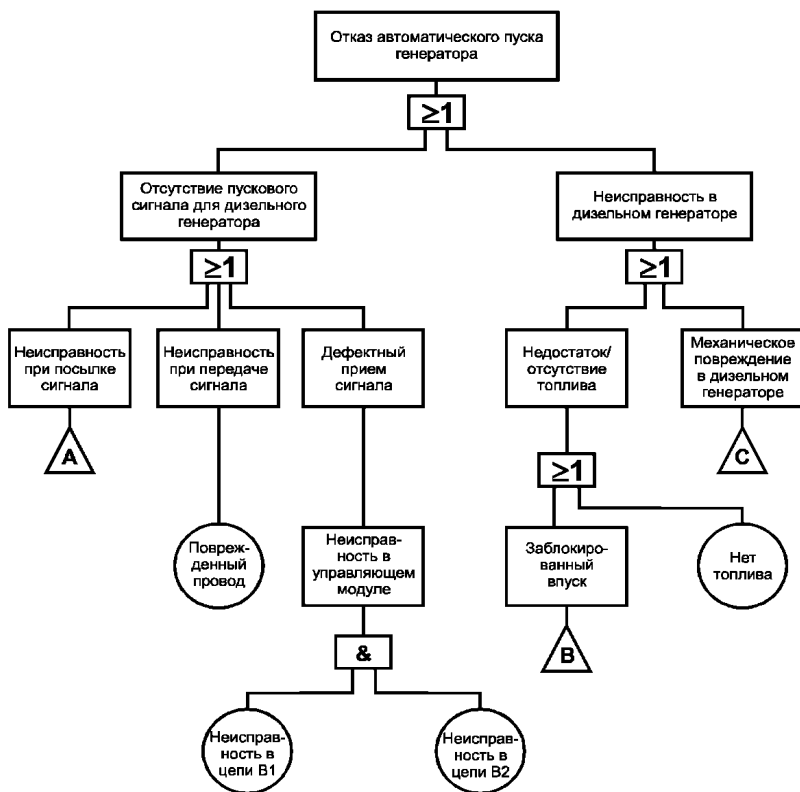 Отказ автоматического пуска
генератора
≥1
Отсутствие пускового
сигнала для дизельного
генератора
Неисправность в
дизельном генераторе
≥1
≥1
Неисправность
при посылке
сигнала
Неисправность
при передаче
сигнала
Дефектный
прием
сигнала
Недостаток/
отсутствие
топлива
Механическое
повреждение
в дизельном
генераторе
A
C
≥1
Повреж-
денный
провод
Неисправ-
ность в
управляющем
модуле
Заблокиро-
ванный
впуск
Нет
топлива
&
B
Неисправ-
ность в
цепи B1
Неисправ-
ность в
цепи B2